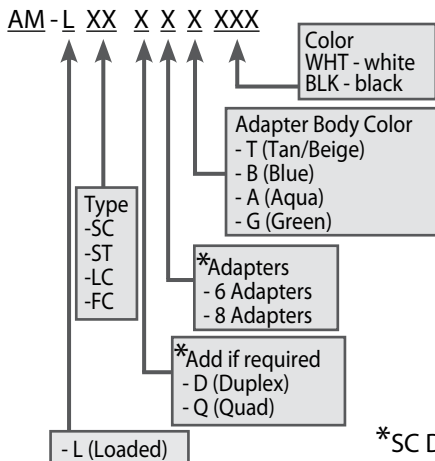 AM - L XX X X X XXX
Color
WHT - white
BLK - black
Adapter Body Color
- T (Tan/Beige)
- B (Blue)
- A (Aqua)
- G (Green)
Type
-SC
-ST
-LC
-FC
*Adapters
- 6 Adapters
- 8 Adapters
*Add if required
- D (Duplex)
- Q (Quad)
- L (Loaded)
*SC D